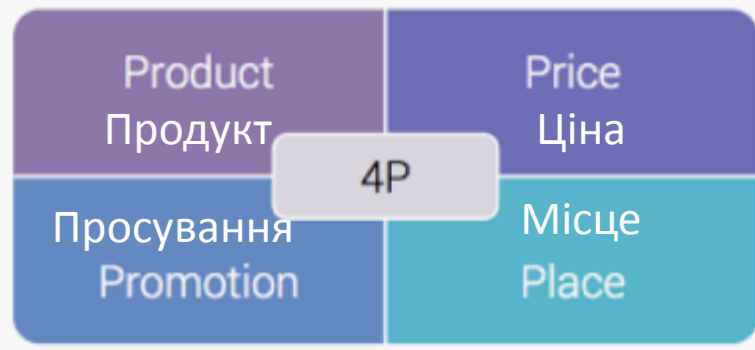 Product
Продукт
Price
Ціна
4P
Просування
Promotion
Місце
Place